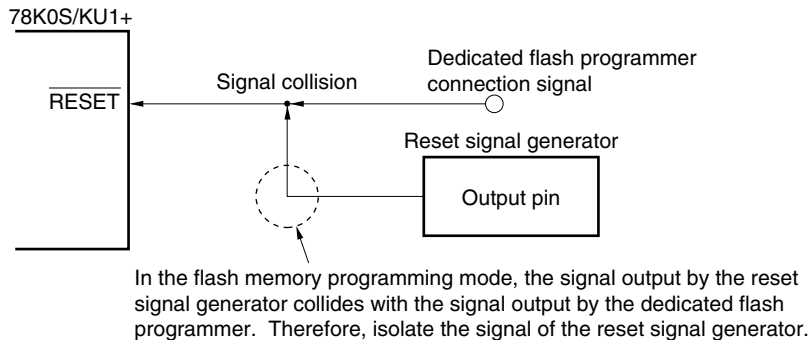 78K0S/KU1+
Dedicated flash programmer
connection signal
Signal collision
RESET
Reset signal generator
Output pin
In the flash memory programming mode, the signal output by the reset
signal generator collides with the signal output by the dedicated flash
programmer.  Therefore, isolate the signal of the reset signal generator.